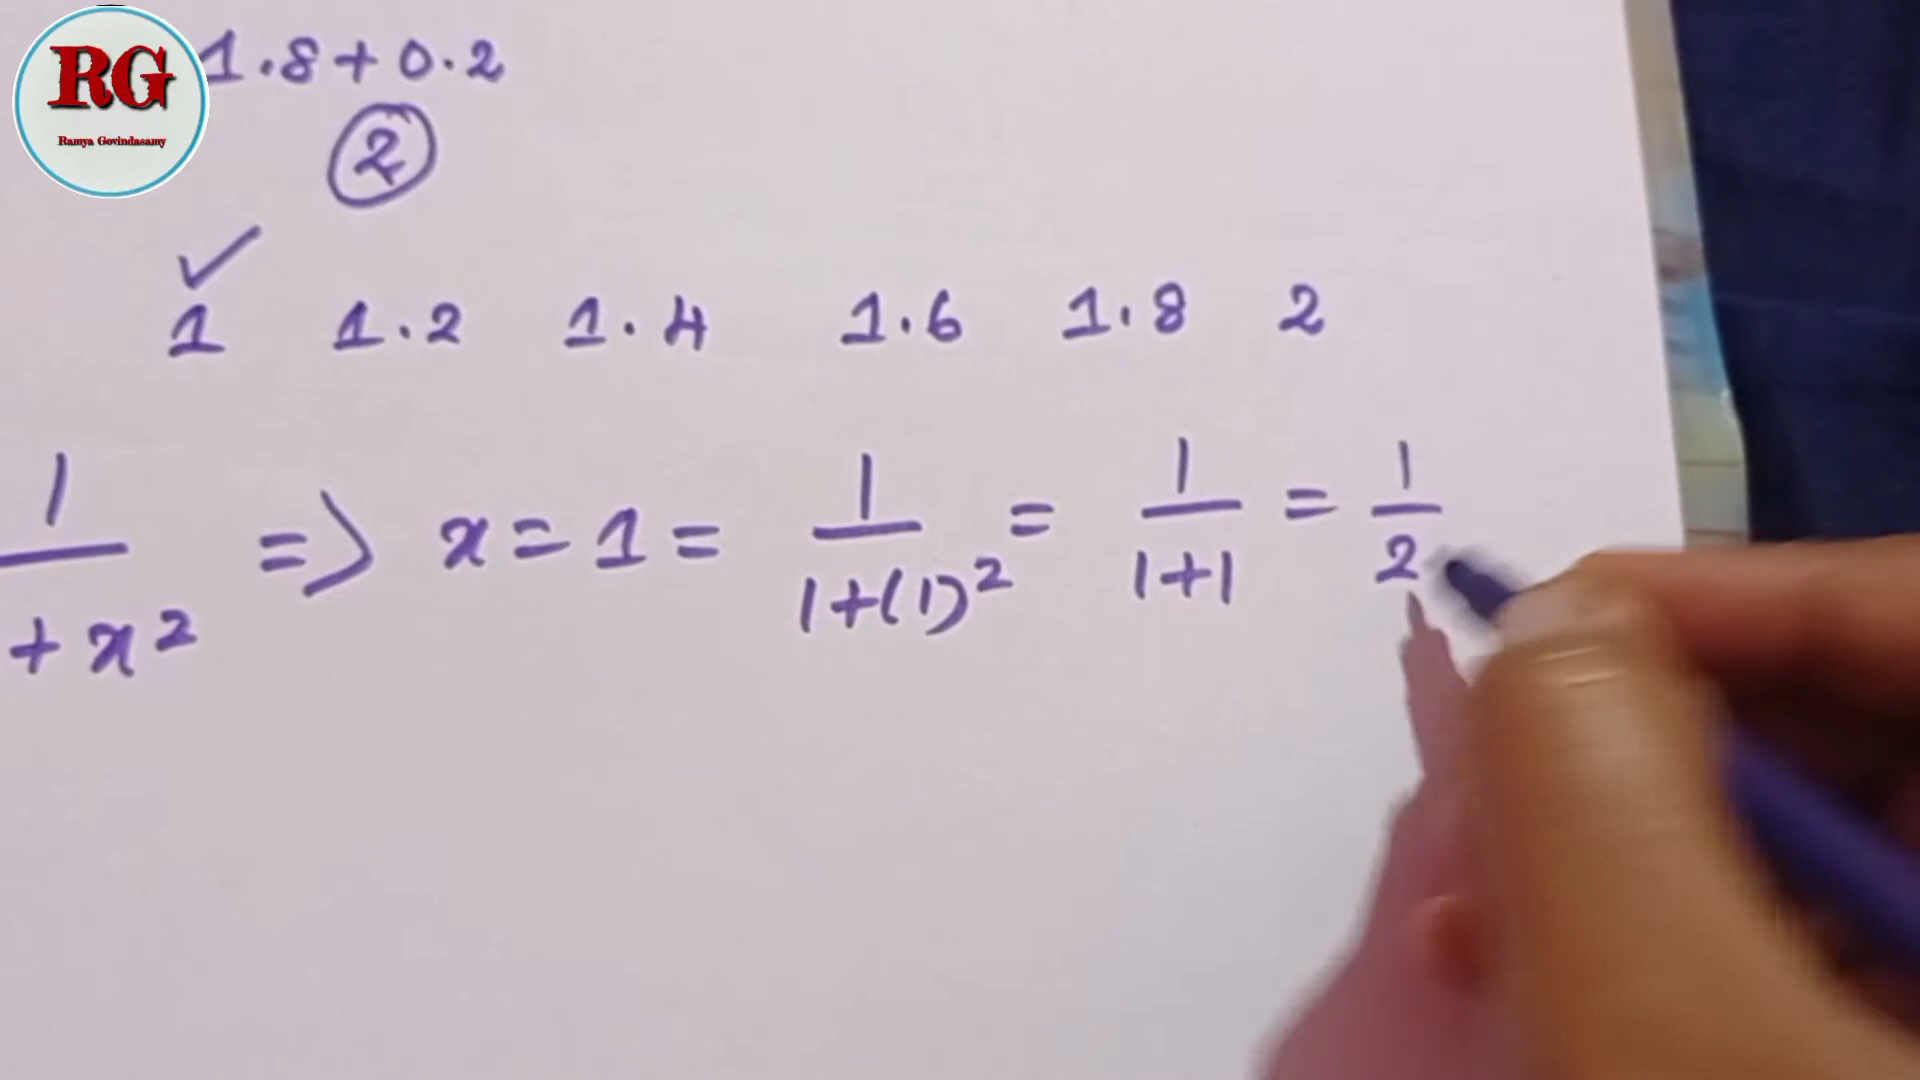 RG
Ramya Govindasamy
1.8+0.2
2
1 1.2 1.4 1.6 1.8 2
1/+x² => x=1= 1/1+(1)² = 1/1+1 = 1/2